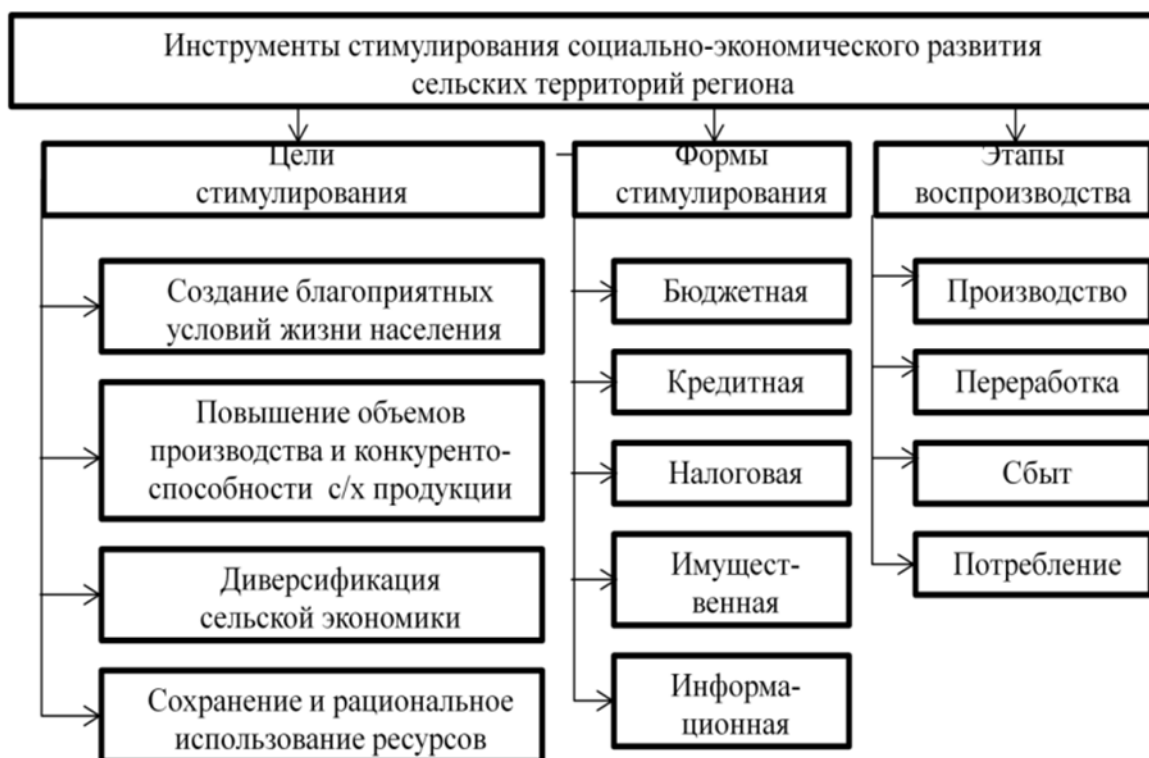 Инструменты стимулирования социально-экономического развития
сельских территорий региона
Цели
стимулирования
Формы
стимулирования
Этапы
воспроизводства
Создание благоприятных
условий жизни населения
Повышение объемов
производства и конкуренто-
способности с/х продукции
Диверсификация
сельской экономики
Сохранение и рациональное
использование ресурсов
Бюджетная
Кредитная
Налоговая
Имущест-
венная
Информа-
ционная
Производство
Переработка
Сбыт
Потребление